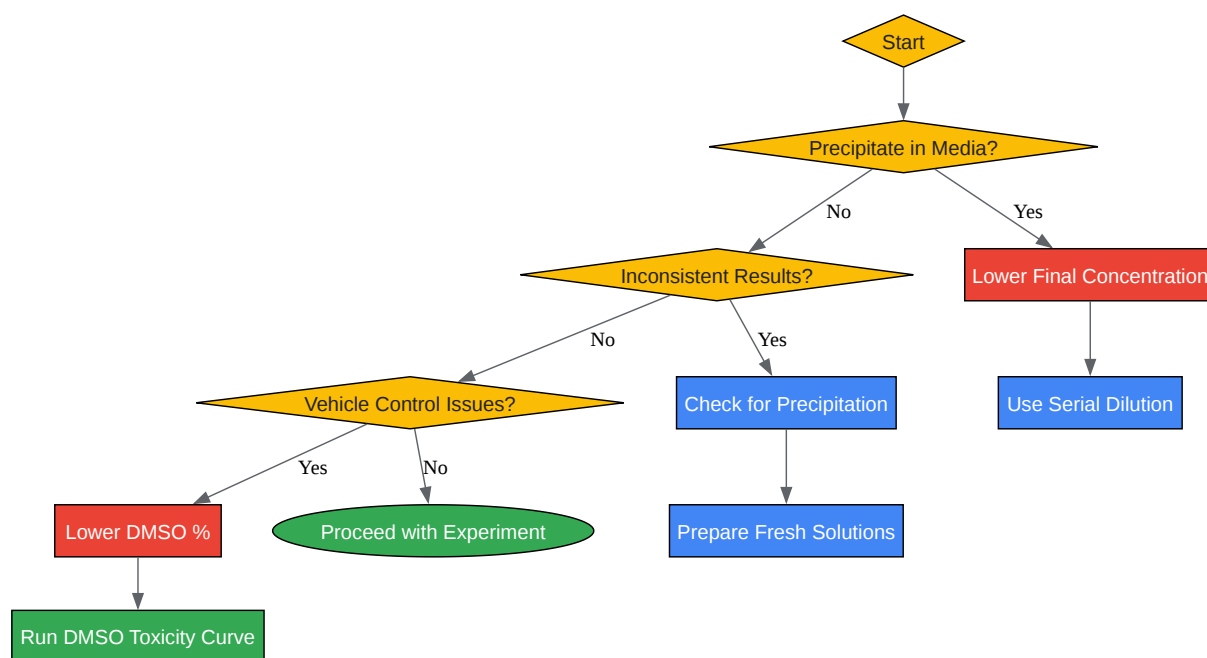 Start
Precipitate in Media?
No
Yes
Inconsistent Results?
Lower Final Concentration
No
Yes
Vehicle Control Issues?
Check for Precipitation
Use Serial Dilution
Yes
No
Lower DMSO %
Proceed with Experiment
Prepare Fresh Solutions
Run DMSO Toxicity Curve